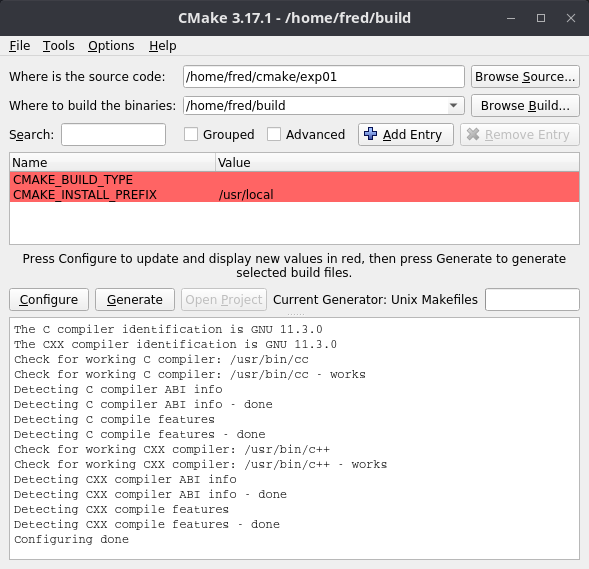 CMake 3.17.1 - /home/fred/build
File Tools Options Help
Where is the source code: /home/fred/cmake/exp01 Browse Source...
Where to build the binaries: /home/fred/build Browse Build...
Search: Grouped Advanced Add Entry Remove Entry
Name Value
CMAKE_BUILD_TYPE
CMAKE_INSTALL_PREFIX /usr/local
Press Configure to update and display new values in red, then press Generate to generate
selected build files.
Configure Generate Open Project Current Generator: Unix Makefiles
The C compiler identification is GNU 11.3.0
The CXX compiler identification is GNU 11.3.0
Check for working C compiler: /usr/bin/cc
Check for working C compiler: /usr/bin/cc - works
Detecting C compiler ABI info
Detecting C compiler ABI info - done
Detecting C compile features
Detecting C compile features - done
Check for working CXX compiler: /usr/bin/c++
Check for working CXX compiler: /usr/bin/c++ - works
Detecting CXX compiler ABI info
Detecting CXX compiler ABI info - done
Detecting CXX compile features
Detecting CXX compile features - done
Configuring done